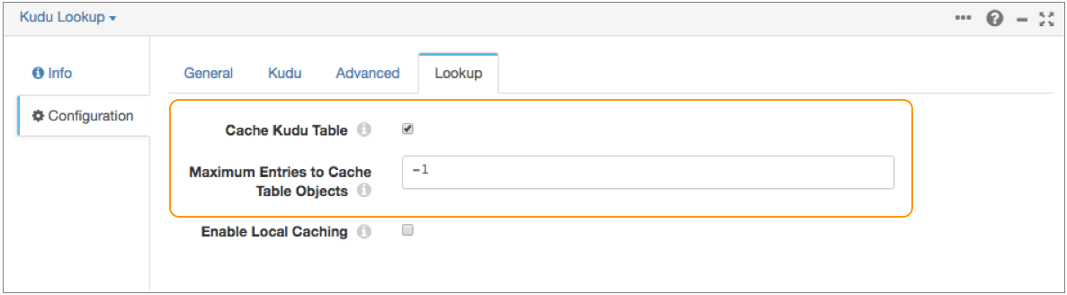 Kudu Lookup
Info
General Kudu Advanced Lookup
Configuration
Cache Kudu Table
Maximum Entries to Cache
Table Objects
-1
Enable Local Caching